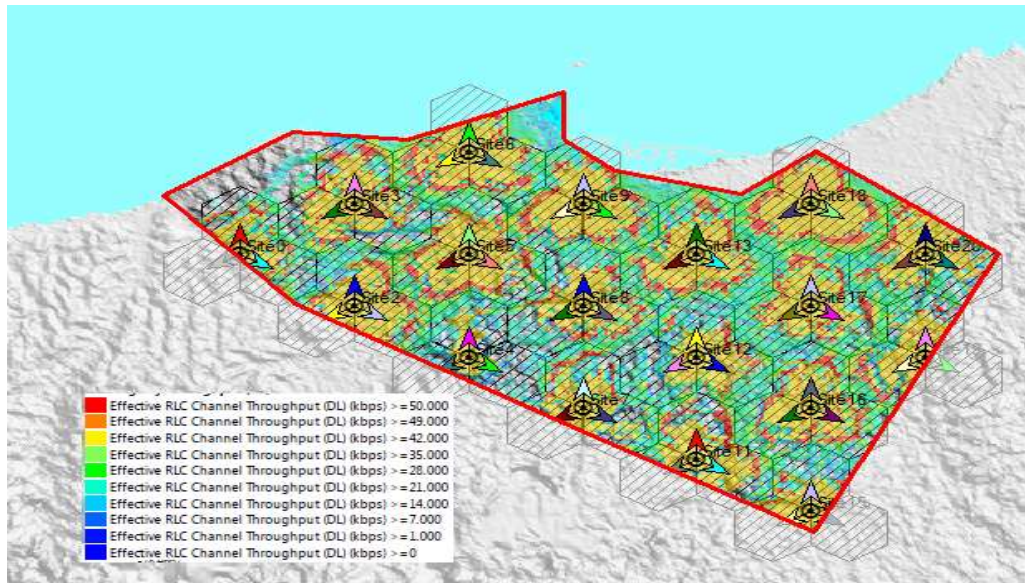 Site6
Site3
Site9
Site18
Site0
Site5
Site13
Site20
Site2
Site8
Site17
Site4
Site12
Site7
Site16
Site11
Effective RLC Channel Throughput (DL) (kbps) >=50.000
Effective RLC Channel Throughput (DL) (kbps) >=49.000
Effective RLC Channel Throughput (DL) (kbps) >=42.000
Effective RLC Channel Throughput (DL) (kbps) >=35.000
Effective RLC Channel Throughput (DL) (kbps) >=28.000
Effective RLC Channel Throughput (DL) (kbps) >=21.000
Effective RLC Channel Throughput (DL) (kbps) >=14.000
Effective RLC Channel Throughput (DL) (kbps) >=7.000
Effective RLC Channel Throughput (DL) (kbps) >=1.000
Effective RLC Channel Throughput (DL) (kbps) >=0